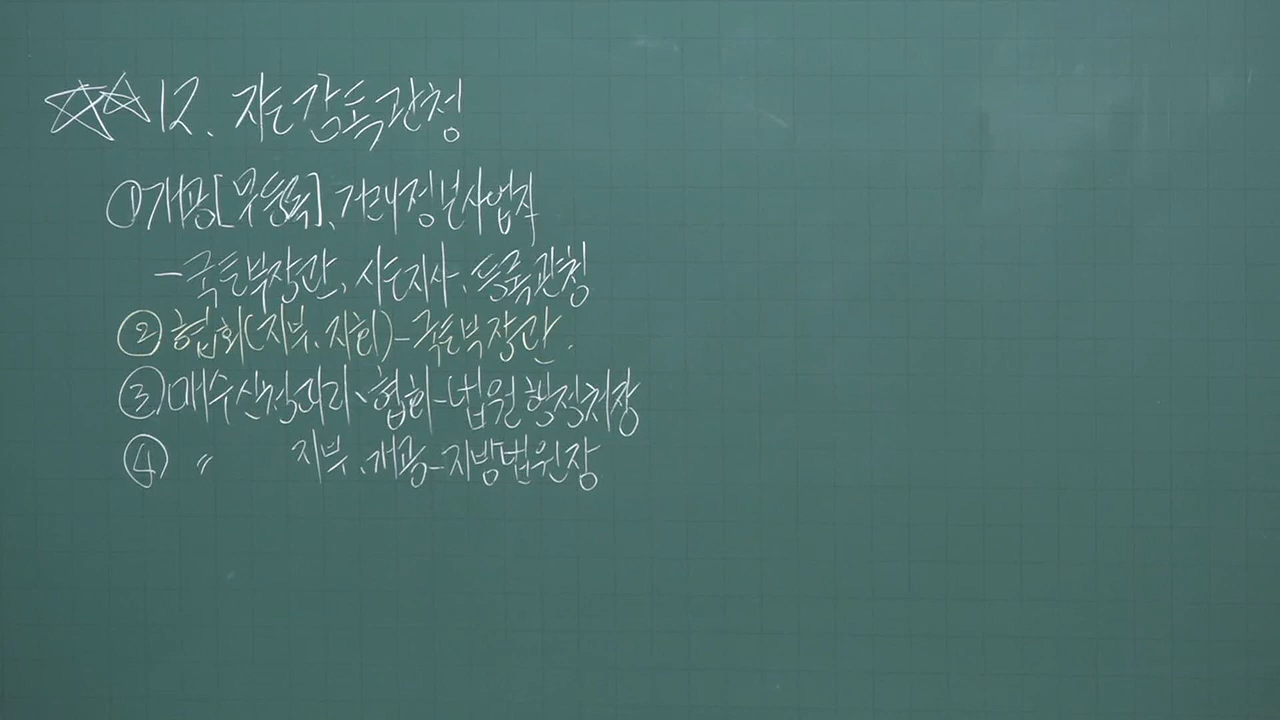 ☆☆12. 지도감독관청
①개공[무등록]、거래정보사업자
-국토부장관、시도지사、등록관청
②협회(지부、지회)-국토부장관.
③매수신청대리、협회-법원행정처장
④ 〃 지부、개공-지방법원장